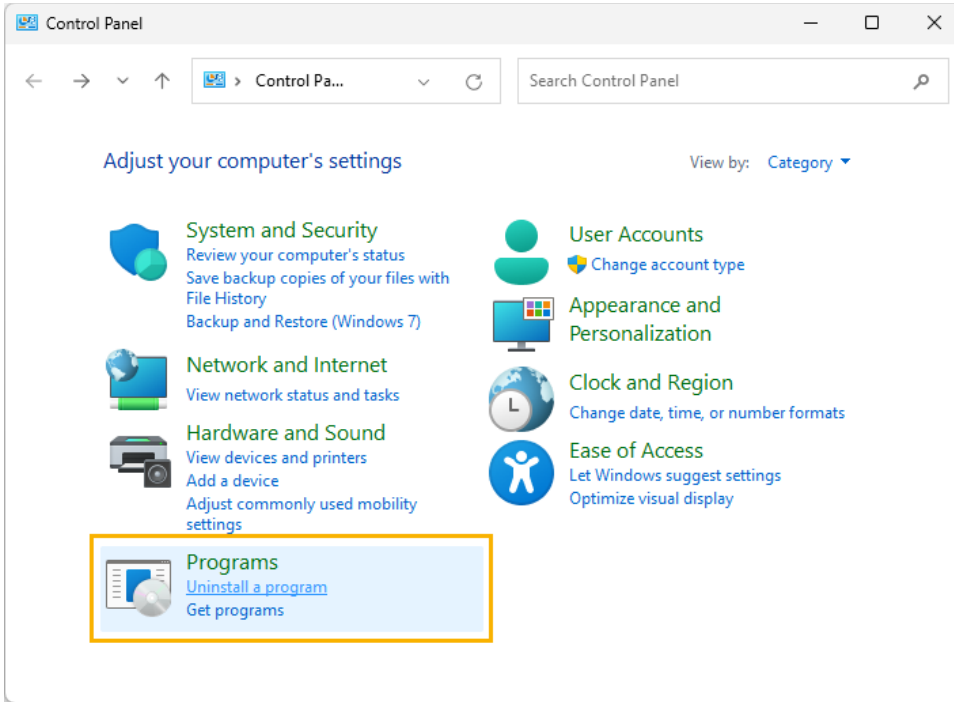 Control Panel
Control Pa...
Search Control Panel
Adjust your computer's settings
View by: Category
System and Security
Review your computer's status
Save backup copies of your files with
File History
Backup and Restore (Windows 7)
Network and Internet
View network status and tasks
Hardware and Sound
View devices and printers
Add a device
Adjust commonly used mobility
settings
Programs
Uninstall a program
Get programs
User Accounts
Change account type
Appearance and
Personalization
Clock and Region
Change date, time, or number formats
Ease of Access
Let Windows suggest settings
Optimize visual display